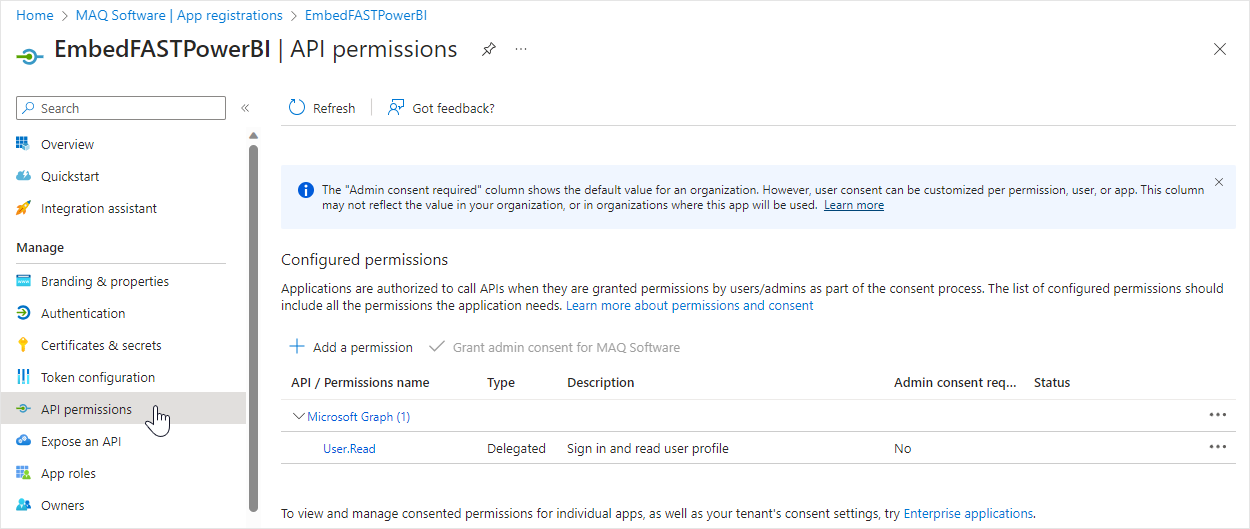 Home > MAQ Software | App registrations > EmbedFASTPowerBI
EmbedFASTPowerBI | API permissions ...
Search
«
Refresh
Got feedback?
Overview
Quickstart
Integration assistant
Manage
Branding & properties
Authentication
Certificates & secrets
Token configuration
API permissions
Expose an API
App roles
Owners
The "Admin consent required" column shows the default value for an organization. However, user consent can be customized per permission, user, or app. This column
may not reflect the value in your organization, or in organizations where this app will be used. Learn more
Configured permissions
Applications are authorized to call APIs when they are granted permissions by users/admins as part of the consent process. The list of configured permissions should
include all the permissions the application needs. Learn more about permissions and consent
Add a permission
Grant admin consent for MAQ Software
API / Permissions name Type Description Admin consent req... Status
Microsoft Graph (1)
User.Read Delegated Sign in and read user profile No
To view and manage consented permissions for individual apps, as well as your tenant's consent settings, try Enterprise applications.